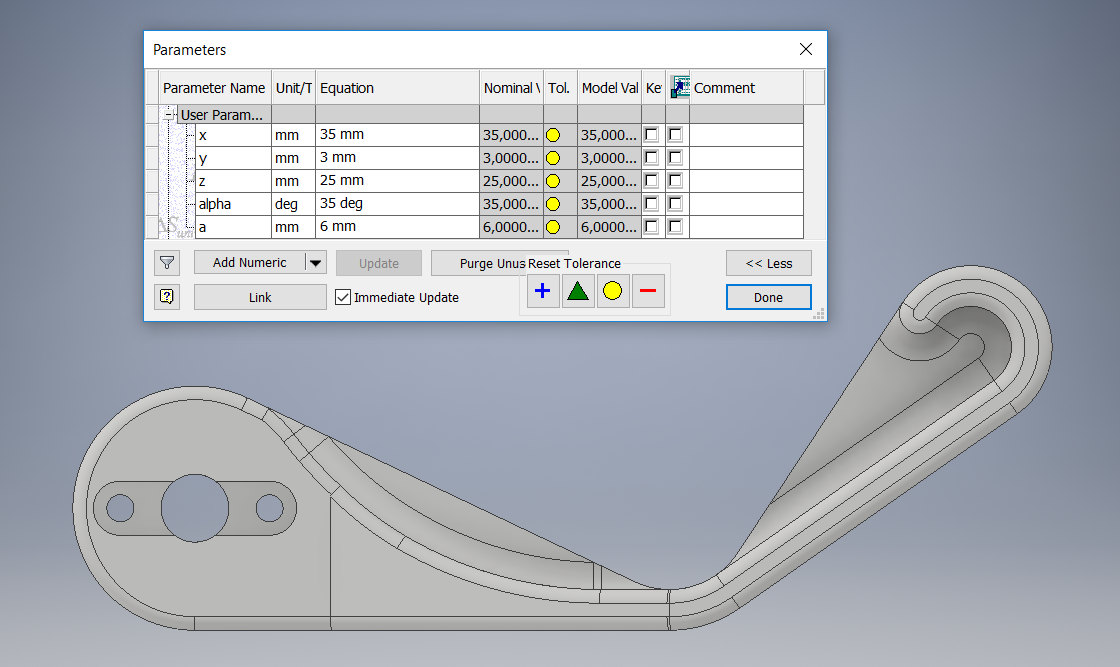 Parameters
Parameter Name Unit/T Equation Nominal V Tol. Model Val Ke Comment
User Param...
x mm 35 mm 35,000... 35,000...
y mm 3 mm 3,0000... 3,0000...
z mm 25 mm 25,000... 25,000...
alpha deg 35 deg 35,000... 35,000...
a mm 6 mm 6,0000... 6,0000...
Add Numeric Update Purge Unus Reset Tolerance << Less
Link Immediate Update Done